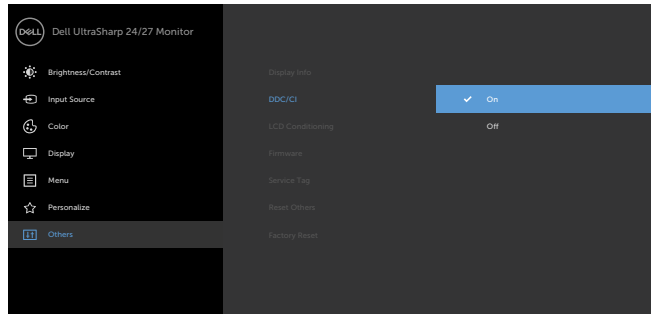 DELL Dell UltraSharp 24/27 Monitor
Brightness/Contrast
Input Source
Color
Display
Menu
Personalize
Others
Display Info
DDC/CI
LCD Conditioning
Firmware
Service Tag
Reset Others
Factory Reset
On
Off